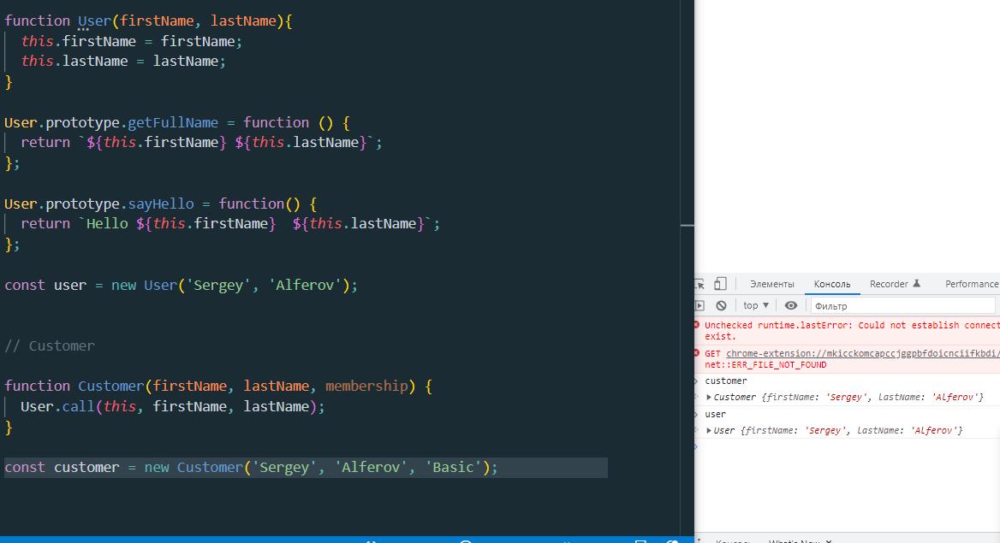 function User(firstName, lastName){
this.firstName = firstName;
this.lastName = lastName;
}
User.prototype.getFullName = function () {
return `${this.firstName} ${this.lastName}`;
};
User.prototype.sayHello = function() {
return `Hello ${this.firstName}  ${this.lastName}`;
};
const user = new User('Sergey', 'Alferov');
// Customer
function Customer(firstName, lastName, membership) {
User.call(this, firstName, lastName);
}
const customer = new Customer('Sergey', 'Alferov', 'Basic');
Элементы Консоль Recorder Performance
top ▼ Фильтр
Unchecked runtime.lastError: Could not establish connect
exist.
GET chrome-extension://mkicckomcapccjggpbfdoicnciifkbdi/
net::ERR_FILE_NOT_FOUND
customer
Customer {firstName: 'Sergey', lastName: 'Alferov'}
user
User {firstName: 'Sergey', lastName: 'Alferov'}